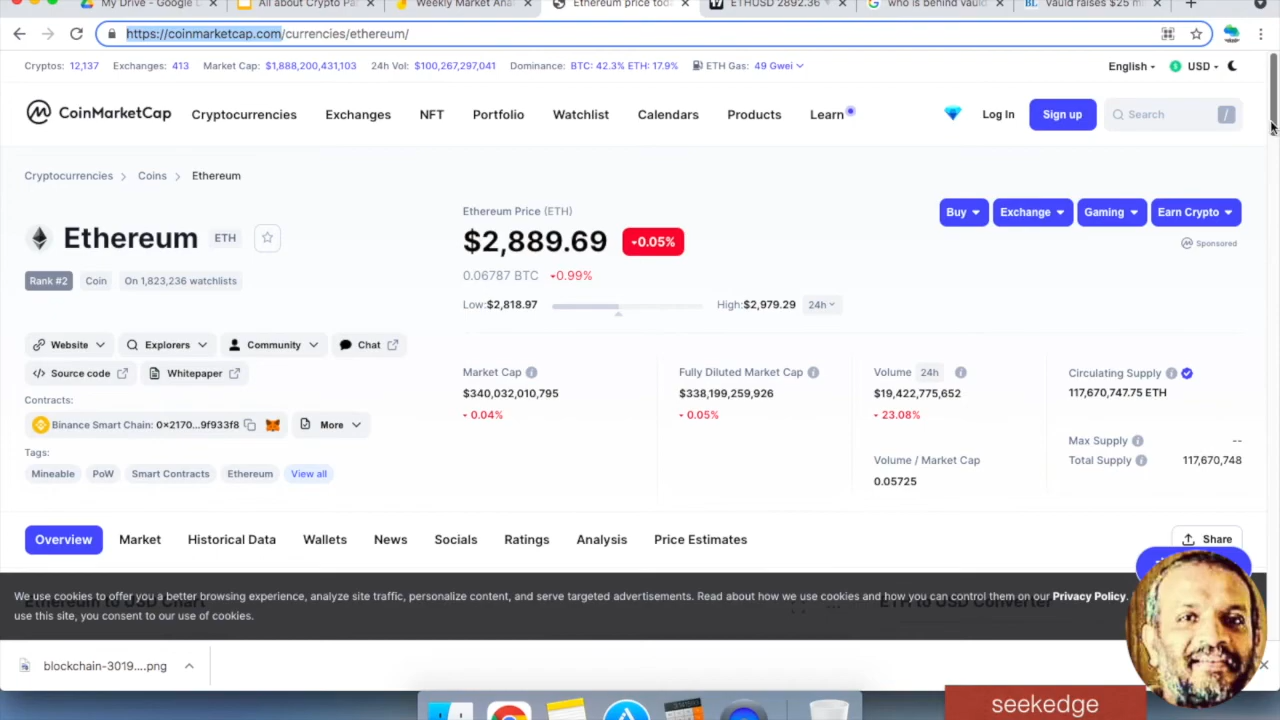 My Drive - Google D
All about Crypto Pa
Weekly Market Ana
Ethereum price toda
ETHUSD 2892.36
who is behind vauld
Vauld raises $25 m
https://coinmarketcap.com/currencies/ethereum/
Cryptos: 12,137 Exchanges: 413 Market Cap: $1,888,200,431,103 24h Vol: $100,267,297,041 Dominance: BTC: 42.3% ETH: 17.9% ETH Gas: 49 Gwei
English USD
CoinMarketCap Cryptocurrencies Exchanges NFT Portfolio Watchlist Calendars Products Learn
Log In Sign up Search /
Cryptocurrencies Coins Ethereum
Ethereum ETH
Rank #2 Coin On 1,823,236 watchlists
Ethereum Price (ETH)
$2,889.69 0.05%
0.06787 BTC 0.99%
Low:$2,818.97 High:$2,979.29 24h
Buy Exchange Gaming Earn Crypto
Sponsored
Website Explorers Community Chat
Source code Whitepaper
Contracts:
Binance Smart Chain: 0x2170...9f933f8 More
Tags:
Mineable PoW Smart Contracts Ethereum View all
Market Cap
$340,032,010,795
0.04%
Fully Diluted Market Cap
$338,199,259,926
0.05%
Volume 24h
$19,422,775,652
23.08%
Volume / Market Cap
0.05725
Circulating Supply
117,670,747.75 ETH
Max Supply --
Total Supply 117,670,748
Overview Market Historical Data Wallets News Socials Ratings Analysis Price Estimates
Share
Ethereum to USD Chart
ETH to USD Converter
We use cookies to offer you a better browsing experience, analyze site traffic, personalize content, and serve targeted advertisements. Read about how we use cookies and how you can control them on our Privacy Policy.
use this site, you consent to our use of cookies.
blockchain-3019....png
seekedge